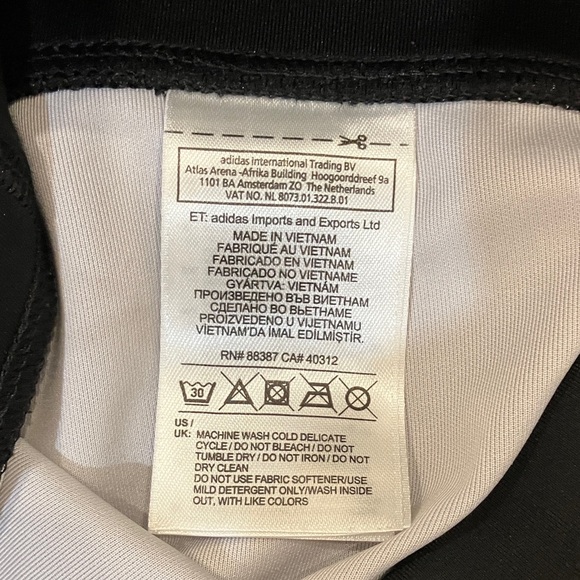 adidas International Trading BV
Atlas Arena -Afrika Building Hoogoorddreef 9a
1101 BA Amsterdam ZO The Netherlands
VAT NO. NL 8073.01.322.B.01
ET: adidas Imports and Exports Ltd
MADE IN VIETNAM
FABRIQUÉ AU VIETNAM
FABRICADO EN VIETNAM
FABRICADO NO VIETNAME
GYÁRTVA: VIETNÁM
ПРОИЗВЕДЕНО ВЪВ ВИЕТНАМ
СДЕЛАНО ВО ВЬЕТНАМЕ
PROIZVEDENO U VIJETNAMU
VİETNAM'DA İMAL EDİLMİŞTİR.
RN# 88387 CA# 40312
30
US /
UK: MACHINE WASH COLD DELICATE
CYCLE / DO NOT BLEACH / DO NOT
TUMBLE DRY / DO NOT IRON / DO NOT
DRY CLEAN
DO NOT USE FABRIC SOFTENER/USE
MILD DETERGENT ONLY/WASH INSIDE
OUT, WITH LIKE COLORS